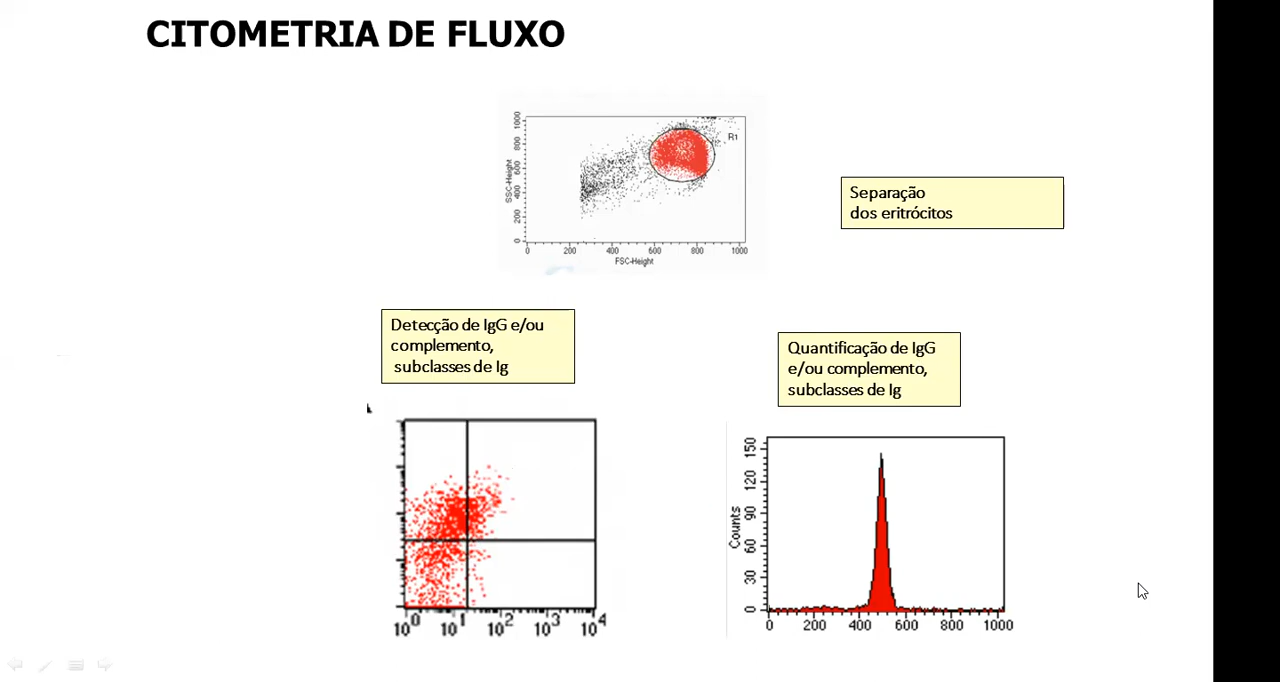 CITOMETRIA DE FLUXO
SSC-Height
1000
800
600
400
200
0
R1
0 200 400 600 800 1000
FSC-Height
Separação
dos eritrócitos
Detecção de IgG e/ou
complemento,
subclasses de Ig
Quantificação de IgG
e/ou complemento,
subclasses de Ig
10⁰ 10¹ 10² 10³ 10⁴
Counts
150
120
90
60
30
0
0 200 400 600 800 1000